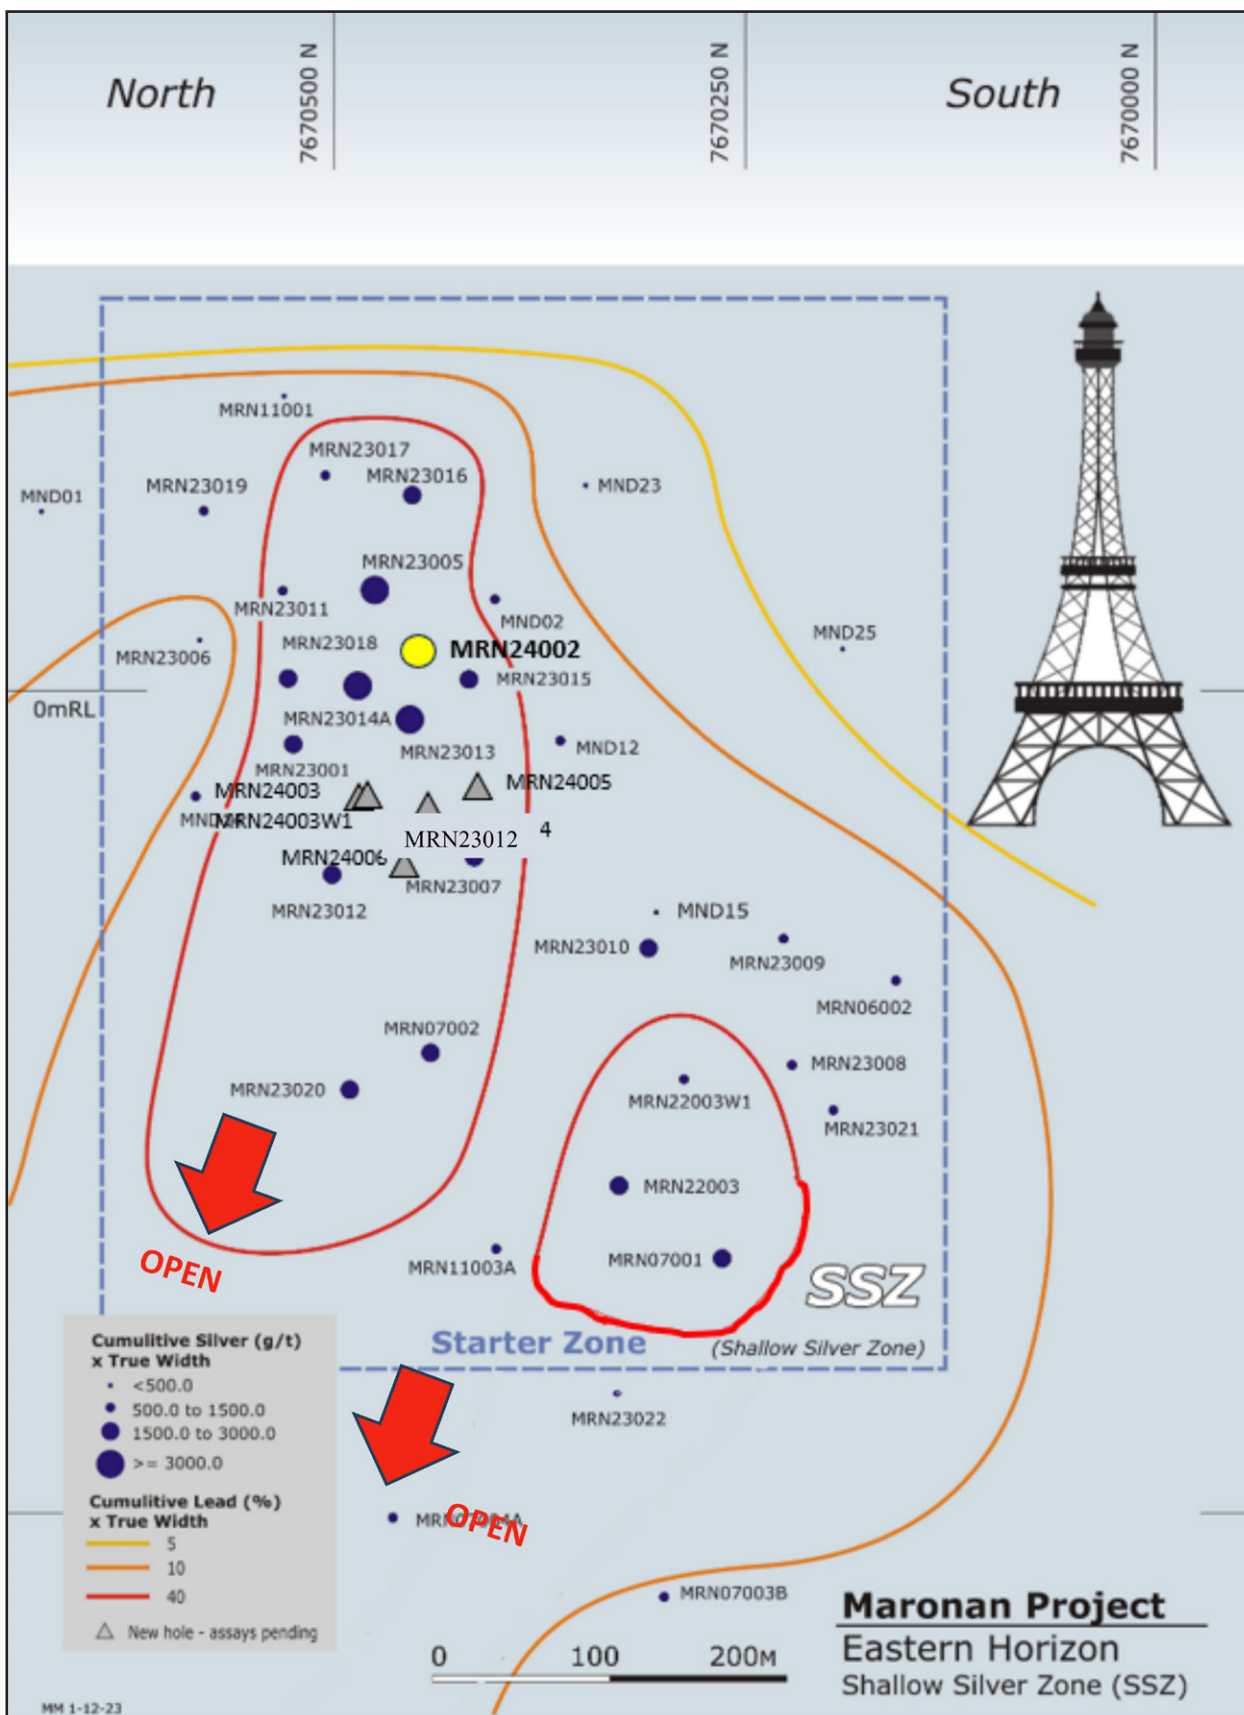 7670500 N
7670250 N
7670000 N
North
South
MRN11001
MRN23017
MRN23016
MRN23019
MND01
MND23
MRN23005
MRN23011
MND02
MRN23018
MRN24002
MND25
MRN23006
MRN23015
0mRL
MRN23014A
MRN23013
MND12
MRN23001
MRN24005
MRN24003
MRN24003W1
MRN23012
4
MRN24006
MRN23007
MRN23012
MND15
MRN23010
MRN23009
MRN06002
MRN07002
MRN23008
MRN23020
MRN22003W1
MRN23021
MRN22003
OPEN
MRN11003A
MRN07001
SSZ
Starter Zone
(Shallow Silver Zone)
Cumulitive Silver (g/t)
x True Width
<500.0
500.0 to 1500.0
1500.0 to 3000.0
>= 3000.0
Cumulitive Lead (%)
x True Width
5
10
40
New hole - assays pending
MRN23022
OPEN
MRN07003B
0 100 200M
Maronan Project
Eastern Horizon
Shallow Silver Zone (SSZ)
MM 1-12-23